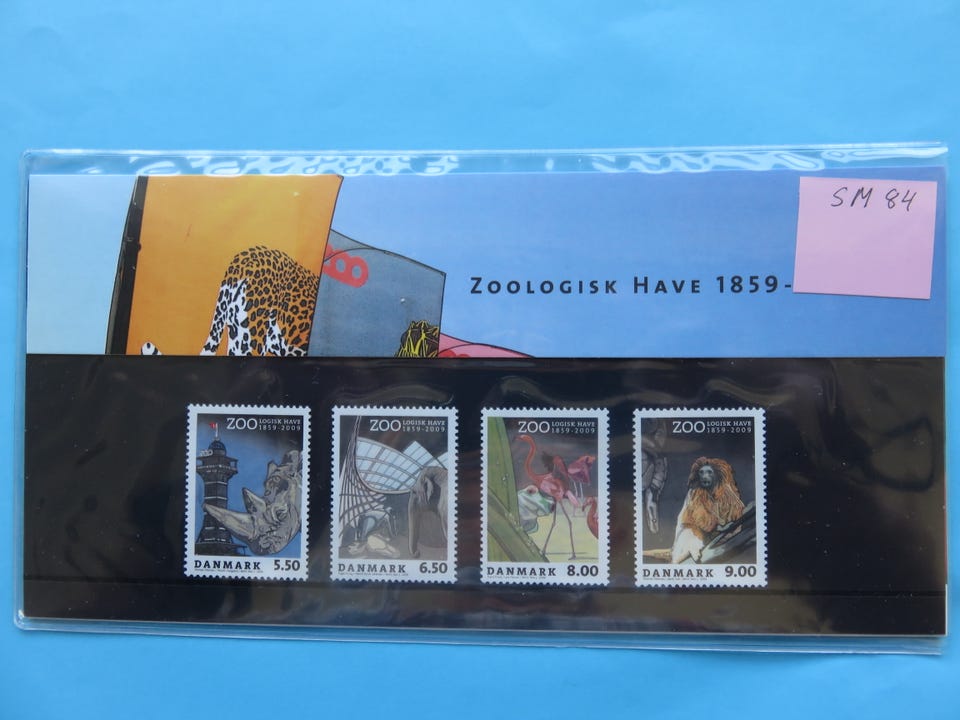 SM 84
8
ZOOLOGISK HAVE 1859-
ZOO LOGISK HAVE
1859-2009
DANMARK 5.50
ZOO LOGISK HAVE
1859-2009
DANMARK 6.50
ZOO LOGISK HAVE
1859-2009
DANMARK 8.00
ZOO LOGISK HAVE
1859-2009
DANMARK 9.00